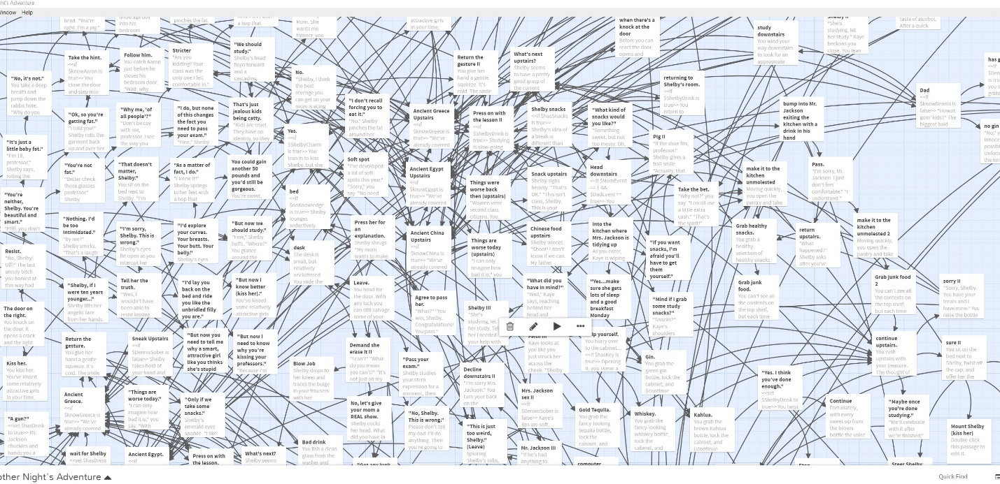 ht's Adventure
Window Help
head. "You're
right. I'm a pig."
underage boy
into his
bedroom
pinches the fat
a hop that
Mom. She
wants me
thinner, you
attractive girls
in your time,
when there's a
knock at the
door
Before you can
react the door
opens and
study
downstairs
You wind your
way downstairs
to look for an
appropriate
"She's
studying, let
her study." Kaye
beckons you
close. You lean
taste of alcohol.
After a quick
Take the hint.
<<if
$knowAaron is
true>> You
close the door
and step into
Follow him.
You catch Aaron
just before he
closes his
bedroom door.
"Wait, why
Stricter
"Are you
kidding? Your
class was the
only one I felt
comfortable in."
"We should
study."
Shelby's head
flops forward
and a
cascading
No.
"Shelby, I think
the best
revenge you
can get on your
mom is acing
Return the
gesture II
You give her
hand a gentle
squeeze. It's
cold. The smile
What's next
upstairs?
Shelby seems
to have a pretty
good grasp of
the current
returning to
Shelby's room.
<<If
$ShelbyDrink is
true>> You
return to
Dad
<<if
$knowDennis is
false>> "Howzit
goin' kids?" The
biggest baid
has g
<<If
no gin
"No, no, it's not."
"No, it's not."
You take a deep
breath and
jump down the
rabbit hole.
"Why do you
"Ok, so you're
getting fat."
"I told you!"
Shelby rolls the
garment back
up and over her
"Why me, 'of
all people'?"
"Don't be coy
with me,
professor. I see
the way you
"I do, but none
of this changes
the fact you
need to pass
your exam."
"Fine," Shelby
That's just
jealous kids
being catty.
"Kids are cruel.
They have no
identity, so they
Yes.
<<if
$ShelbyCharm
is true>> You
lean in to kiss
Shelby, but she
"I don't recall
forcing you to
eat it."
"No." Shelby
pinches the fat
around her
Ancient Greece
Upstairs
<<if
$knowGreece is
true>> "We've
already covered
Press on with
the lesson II
<<if
$ShelbyDrink is
true>> Studying
is slow-going
Shelby snacks
<<if $hasSnacks
is true>>
Shelby's idea of
a break is
different than
"What kind of
snacks would
you like?"
"Something
sweet, but not
too messy. Oh,
Pig II
"If the shoe fits,
professor."
Shelby gives a
frail smile.
"Actually, that
bump into Mr.
Jackson
exiting the
kitchen with a
drink in his
hand
"It's just a
little baby fat."
"I'm 18,
professor,"
Shelby says,
rolling the
"You're not
fat."
"Better check
those glasses
professor."
Shelby
"That doesn't
matter,
Shelby."
You sit on the
bed next to
Shelby. "I'm
"As a matter of
fact, I do."
"I knew it!"
Shelby springs
to her feet with
a hop that
You could gain
another 50
pounds and
you'd still be
gorgeous.
"You're sweet,
Soft spot
"I've developed
a lot of soft
spots this year."
"Sorry," you
say. "No need
Ancient Egypt
Upstairs
<<if
$knowEgypt is
true>> "We've
already covered
Things were
worse back
then (upstairs)
"Women were
second class
citizens. You
Snack upstairs
Shelby sighs
heavily. "That's
OK." "This isn't
class, Shelby.
This is your
Head
downstairs
<<if $MomEvent
== 1 &&
$DadEvent ==
true>> You
Take the bet.
"Why not?" you
say. "I could use
a little extra
cash." "That's
the spirit!"
make it to the
kitchen
unmolested
Moving quickly,
you open the
pantry and take
Pass.
"I'm sorry, Mr.
Jackson. I just
don't feel
comfortable." "I
understand."
"You're
neither,
Shelby. You're
beautiful and
smart."
"Pffff, you don't
"Nothing. I'd
be too
intimidated."
"By me?"
Shelby smirks.
"That's a laugh
"I'm sorry,
Shelby. This is
wrong."
Shelby's eyes
flit open as you
interrupt her
"I'd explore
your curves.
Your breasts.
Your butt. Your
belly."
Shelby's eyes
"But now we
should study."
"Fine," Shelby
huffs. "Where?"
You glance
around the
bed
<<if
$noKnowledge
is true>> Shelby
lounges
seductively.
desk
The desk is
small, but
relatively
uncluttered.
You slide the
Press her for
an
explanation.
Shelby shrugs.
"My mom
wants to make
Ancient China
Upstairs
<<if
$knowChina is
true>> "We've
already covered
Things are
worse today
(upstairs)
"I can only
imagine how
bad it is," you
Chinese food
upstairs
Shelby winces.
"Shoot! I don't
know if we can.
My father
into the
kitchen where
Mrs. Jackson is
tidying up
As you enter,
Kaye is wiping
"If you want
snacks, I'm
afraid you'll
have to get
them
yourself."
Grab healthy
snacks.
You grab a
healthy
selection of
healthy snacks.
return
upstairs.
"What
happened?"
Shelby asks
after you've
make it to the
kitchen
unmolested 2
Moving quickly,
you open the
pantry and take
Resist.
"No, Shelby!
Off!" The last
unruly bitch
you barked at
this way had
"Shelby, if I
were ten years
younger..."
Shelby lifts her
angelic face
from her hands.
Tell her the
truth.
"Well, I
wouldn't have
been able to
resist kissing
"I'd lay you
back on the
bed and ride
you like the
unbridled filly
you are."
"But now I
know better
(kiss her)."
You've kissed
some relatively
attractive girls
Leave.
You head for
the door. With
any luck you
can still salvage
some of your
Agree to pass
her.
"What?" "You
win, Shelby.
Congratulations!
You pass."
Shelby III
"She's
studying, let
her study. Tell
her I needed
your help with
"What did you
have in mind?"
"Well," Kaye
says, reaching
behind her
head and
"Yes...make
sure she gets
lots of sleep
and a good
breakfast
Monday
"Mind if I grab
some study
snacks?"
"Snacks?"
Kaye's
shoulders
Grab junk
food.
You can't see all
the contents on
the top shelf,
but each time
Grab junk food
2
You can't see all
the contents on
the top shelf,
but each time
sorry II
"Sorry, Shelby.
You have your
treats and I
have mine." You
raise the bottle
The door on
the right.
You knock on
the door. It
opens a crack
and the light
Return the
gesture.
You give her
hand a gentle
squeeze. It's
cold. The smile
Sneak Upstairs
<<If
$DennisSober is
false>> Shelby
takes hold of
your hand and
"But now you
need to tell me
why a smart,
attractive girl
like you thinks
she's stupid
"But now I
need to know
why you're
kissing your
professors."
"Because I'm
Blow Job
Shelby drops to
her knees and
traces the bulge
in your trousers
with her
Demand she
erase it II
"I can't!" "What
do you mean
you can't?" "It's
not just on my
"Pass your
exam."
Shelby studies
your stern
expression for a
moment, then
Decline
downstairs II
"I'm sorry Mrs.
Jackson." You
turn your back
on the
Kaye looks at
you like you
just struck her
across the
cheek. "Shelby
lp yourself.
You hurry over
to the cabinet...
<<if $hasKey is
true>> Opening
it, you swear a
Gin.
You grab the
green gin
bottle, lock the
cabinet, and
[[continue
"Yes. I think
you've done
enough."
<<set
$ShelbyDrink to
true>> You twist
continue
upstairs.
You rush
upstairs with
your treasure.
The thought of
sure II
You sit on the
bed next to
Shelby, twist off
the cap, and
offer her the
Kiss her.
You kiss her.
You've kissed
some relatively
attractive girls
in your time,
Ancient
Greece.
<<if
$knowGreece is
true>> "We've
already covered
"Things are
worse today."
"I can only
imagine how
bad it is," you
say. "With
"Only if we
take some
snacks."
Shelby's
emerald eyes
sparkle. "I like
No, let's give
your mom a
REAL show.
Shelby cocks
her head. "What
did you have in
"No, Shelby.
This is wrong."
Please don't tell
my dad. I'll do
anything. Then
you're going to
Mrs. Jackson
sex II
<<if
$DennisSober is
false>> Kaye's
lips are soft,
Gold Tequila.
You grab the
fancy-looking
tequila bottle,
lock the
cabinet, and
Whiskey.
You grab the
fancy-looking
whiskey bottle,
lock the
cabinet, and
Kahlua.
You grab the
brown Kahlua
bottle, lock the
cabinet, and
[[continue
Continue
Fortunately,
with every
sweet sip from
the brown
bottle the voice
"Maybe once
you're done
studying."
"We'll celebrate
with it after
we're finished,"
Mount Shelby
(kiss her)
Double-click
this passage to
edit it.
"A gun?"
<<set $hasDrink
to true>> Mr.
Jackson
chuckles and
hands you a
wait for Shelby
<<set $hasDress
Ancient Egypt.
<<if
Press on with
the lesson.
What's next?
Shelby seems
Bad drink
You fish a clean
glass from the
washer and
"Got any junk
"This is just
too weird,
Shelby."
(Leave)
Ignoring
Shelby's sobs,
Mr. Jackson III
"If he's had
anything to
computer
Stop
Steer Shelby
other Night's Adventure
Quick Find